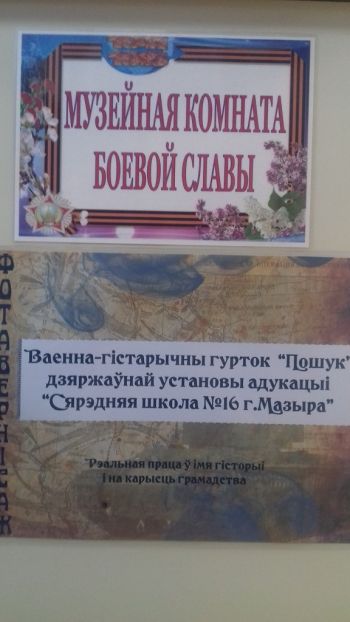 МУЗЕЙНАЯ КОМНАТА
БОЕВОЙ СЛАВЫ
ФОТАВЕРНІСАЖ
Ваенна-гістарычны гурток "Пошук"
дзяржаўнай установы адукацыі
"Сярэдняя школа №16 г.Мазыра"
Рэальная праца ў імя гісторыі
і на карысць грамадства